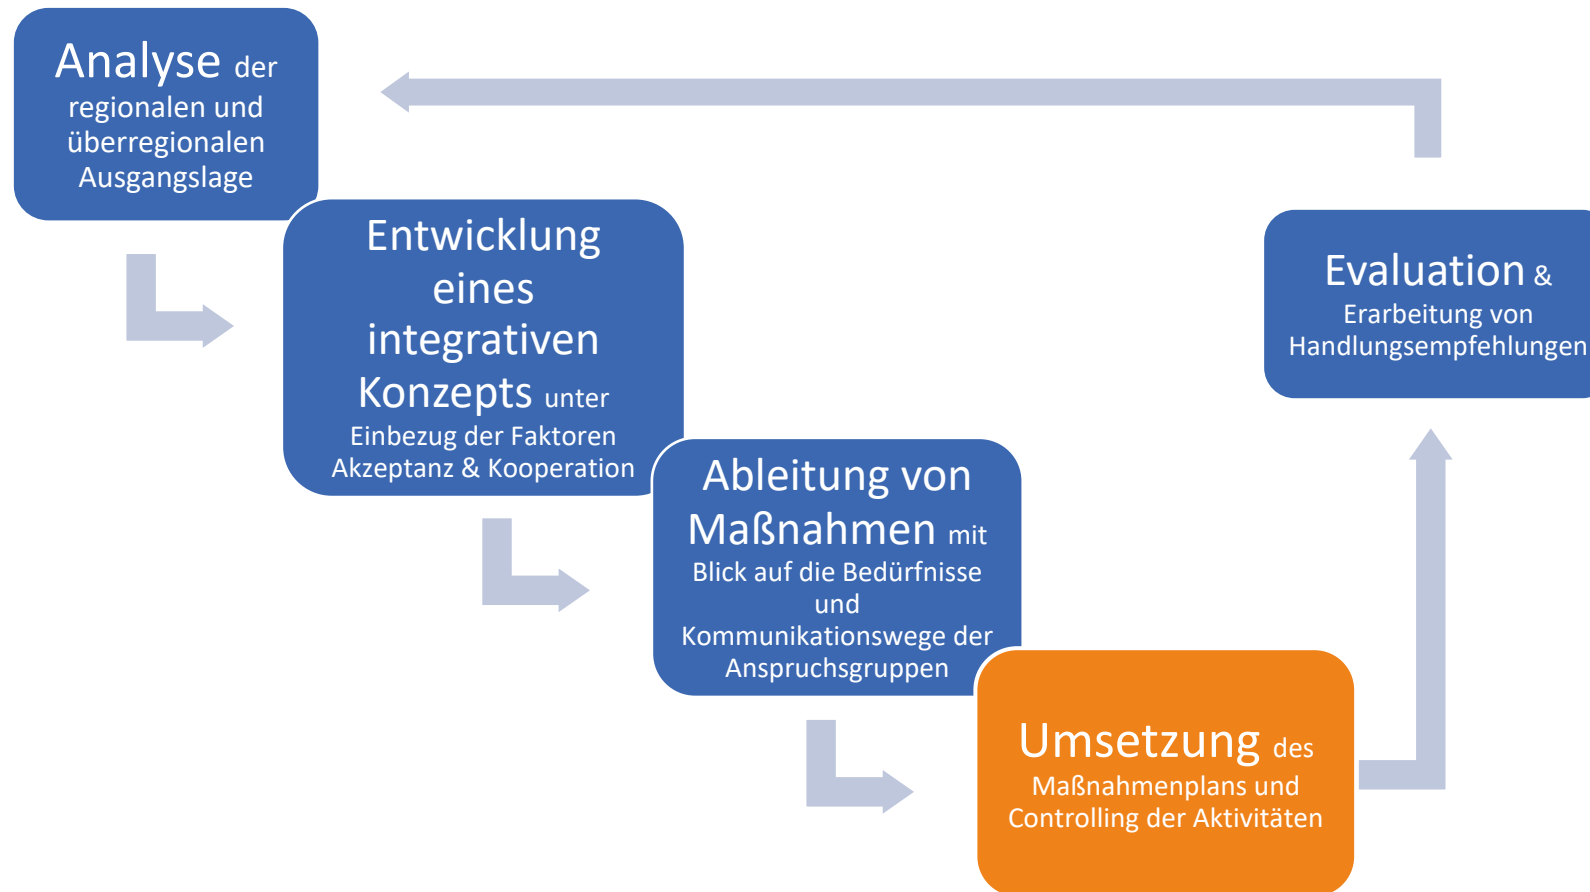 Analyse der
regionalen und
überregionalen
Ausgangslage
Entwicklung
eines
integrativen
Konzepts unter
Einbezug der Faktoren
Akzeptanz & Kooperation
Ableitung von
Maßnahmen mit
Blick auf die Bedürfnisse
und
Kommunikationswege der
Anspruchsgruppen
Umsetzung des
Maßnahmenplans und
Controlling der Aktivitäten
Evaluation &
Erarbeitung von
Handlungsempfehlungen